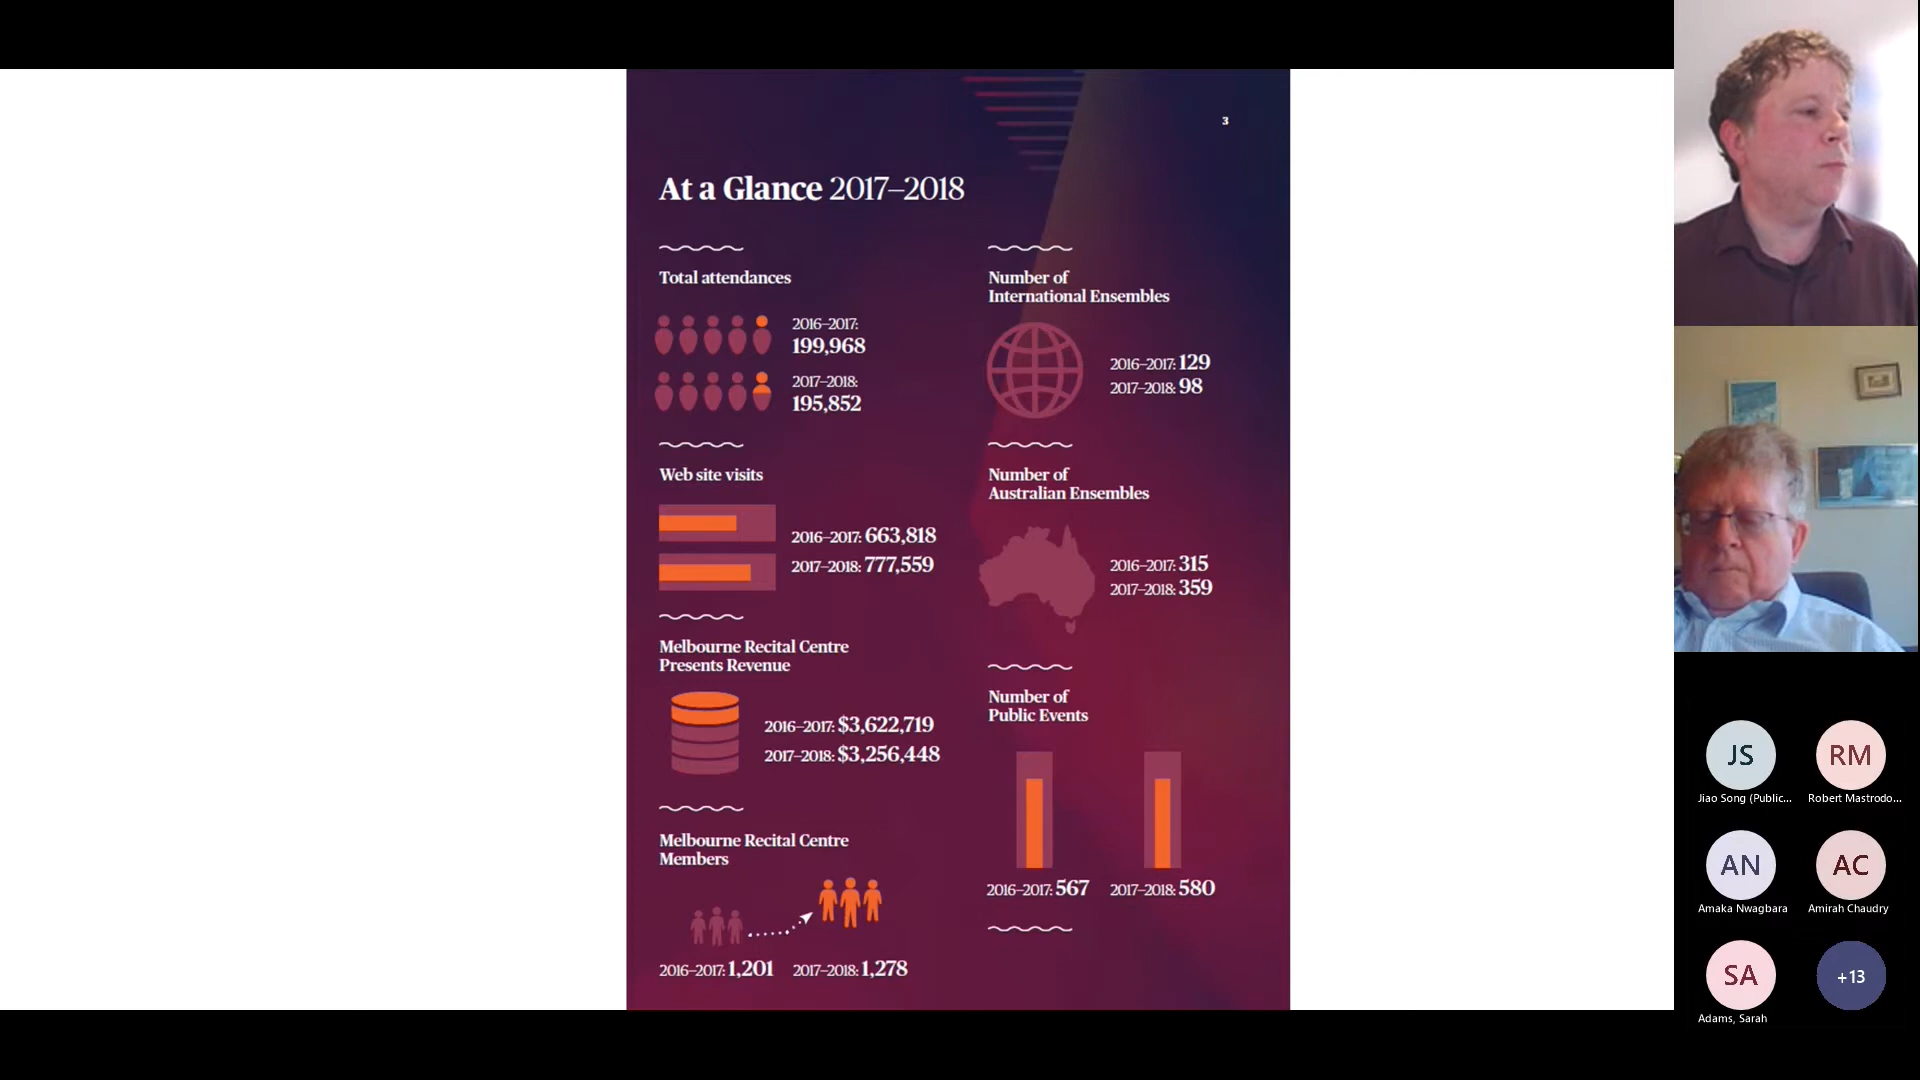 3
At a Glance 2017–2018
Total attendances
2016–2017:
199,968
2017–2018:
195,852
Web site visits
2016–2017: 663,818
2017–2018: 777,559
Melbourne Recital Centre
Presents Revenue
2016–2017: $3,622,719
2017–2018: $3,256,448
Melbourne Recital Centre
Members
2016–2017: 1,201
2017–2018: 1,278
Number of
International Ensembles
2016–2017: 129
2017–2018: 98
Number of
Australian Ensembles
2016–2017: 315
2017–2018: 359
Number of
Public Events
2016–2017: 567
2017–2018: 580
JS
Jiao Song (Public...
RM
Robert Mastrodo...
AN
Amaka Nwagbara
AC
Amirah Chaudry
SA
Adams, Sarah
+13